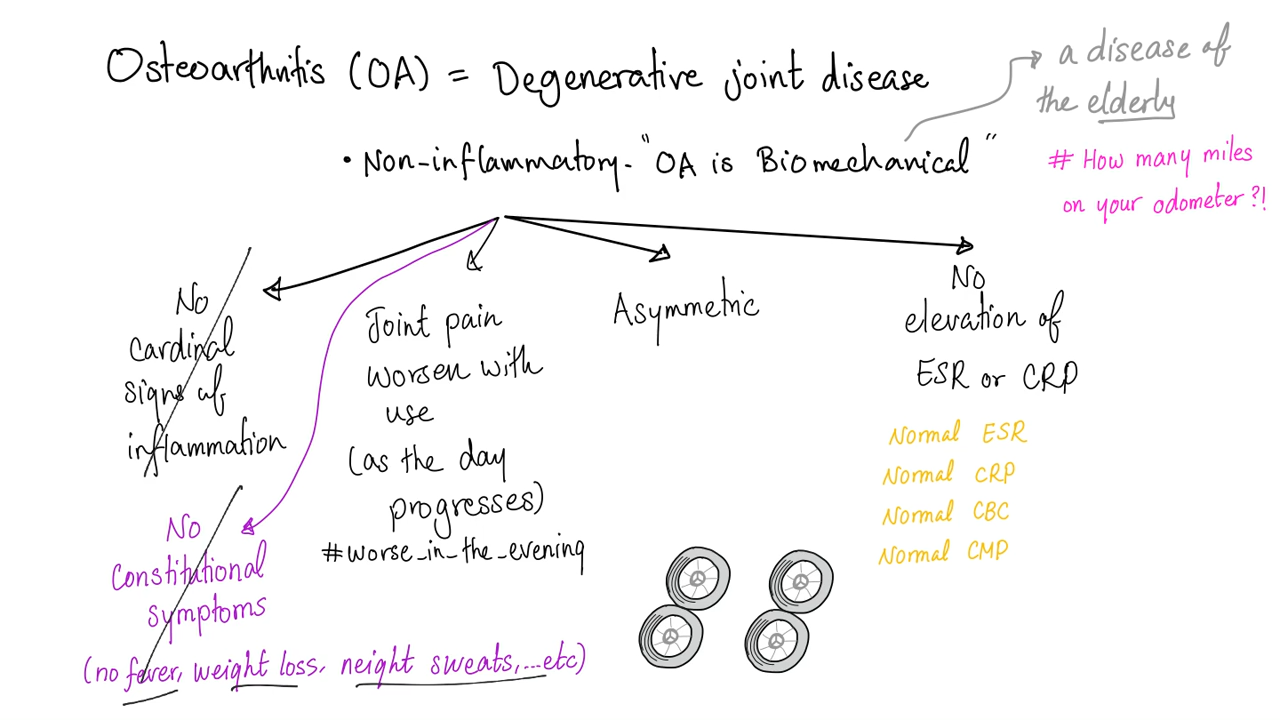 Osteoarthritis (OA) = Degenerative joint disease
a disease of
the elderly
• Non-inflammatory - "OA is Biomechanical"
# How many miles
on your odometer?!
No
cardinal
signs of
inflammation
No
Constitutional
symptoms
(no fever, weight loss, neight sweats,...etc)
Joint pain
worsen with
use
(as the day
progresses)
#worse_in_the_evening
Asymmetric
No
elevation of
ESR or CRP
Normal ESR
Normal CRP
Normal CBC
Normal CMP